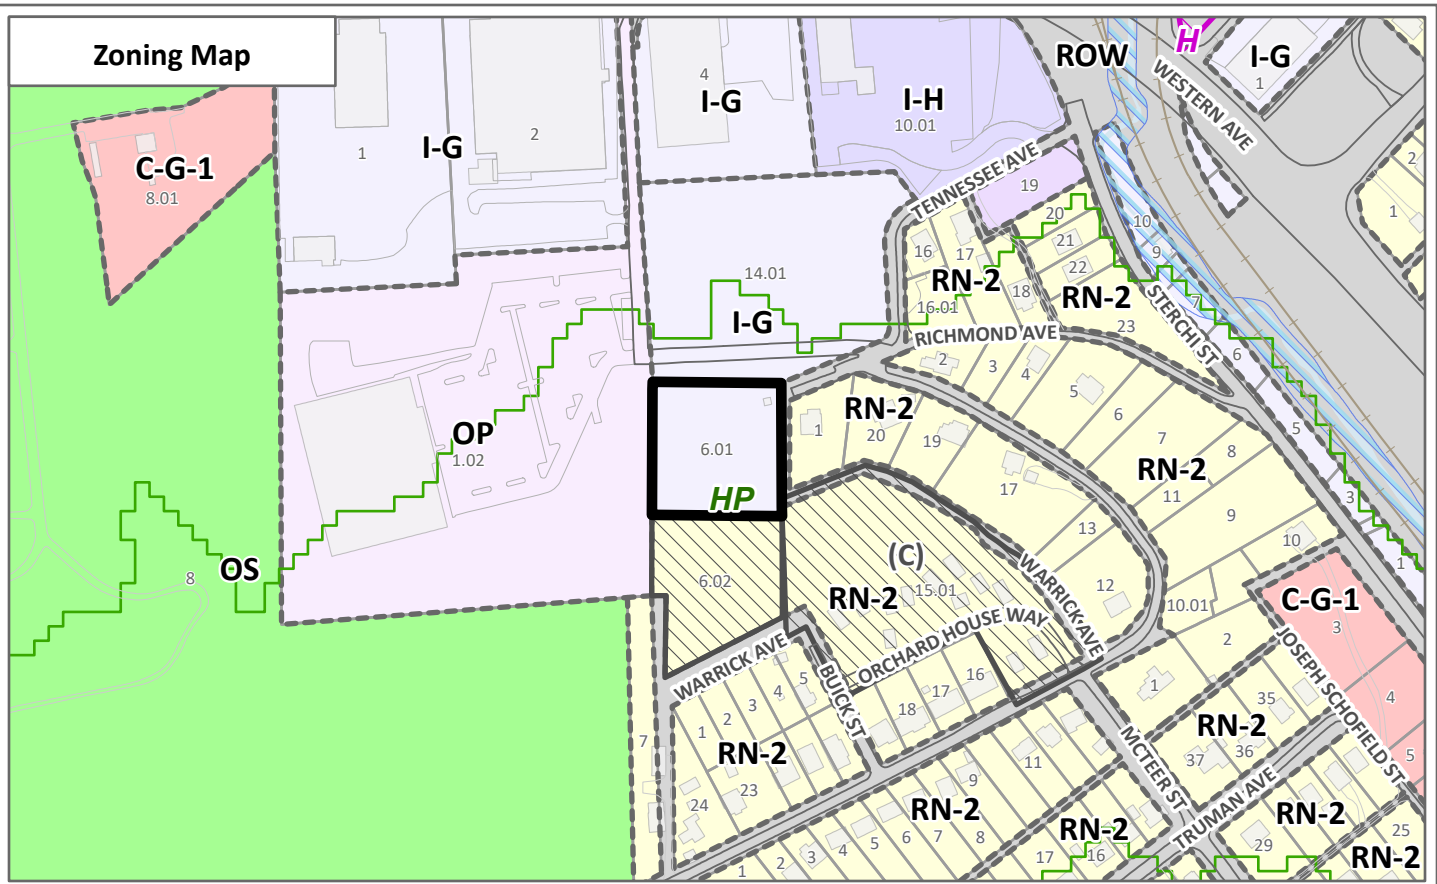 Zoning Map
ROW
H
I-G
1
WESTERN AVE
4
I-G
I-H
10.01
2
1
I-G
2
C-G-1
8.01
TENNESSEE AVE
19
1
20
10
16
17
21
9
22
14.01
RN-2
18
RN-2
7
16.01
I-G
23
STERCHI ST
RICHMOND AVE
6
2
3
4
5
RN-2
6
5
1
20
19
7
8
OP
1.02
6.01
RN-2
11
17
HP
3
9
13
10
(C)
1
OS
8
6.02
RN-2
15.01
WARRICK AVE
12
10.01
C-G-1
3
ORCHARD HOUSE WAY
2
JOSEPH SCHOFIELD ST
WARRICK AVE
5
4
BUICK ST
16
17
1
3
2
18
35
4
1
RN-2
7
RN-2
36
MCTEER ST
37
5
11
9
23
24
RN-2
TRUMAN AVE
8
7
6
RN-2
RN-2
5
25
4
29
3
17
16
RN-2
2
1